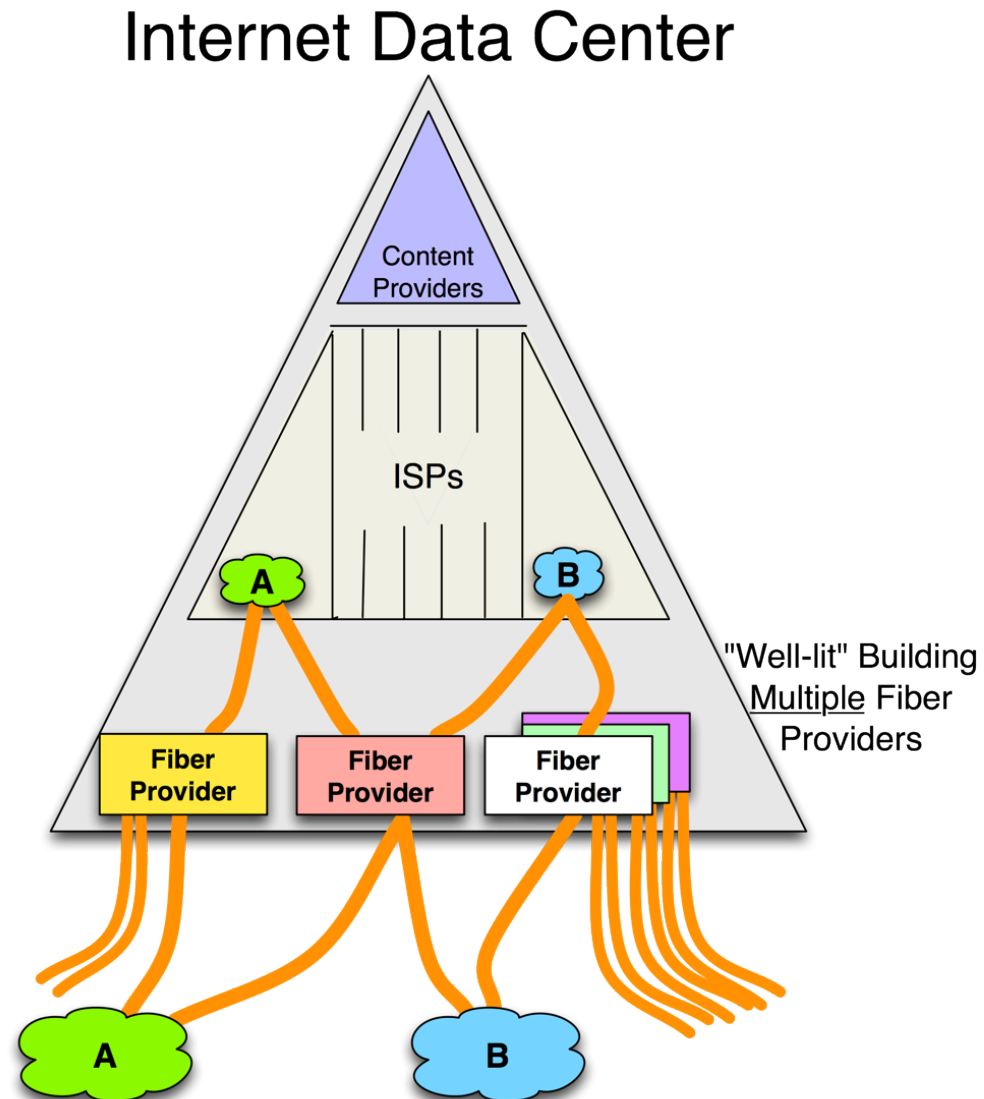 Internet Data Center
Content
Providers
ISPs
A
B
"Well-lit" Building
Multiple Fiber
Providers
Fiber
Provider
Fiber
Provider
Fiber
Provider
A
B